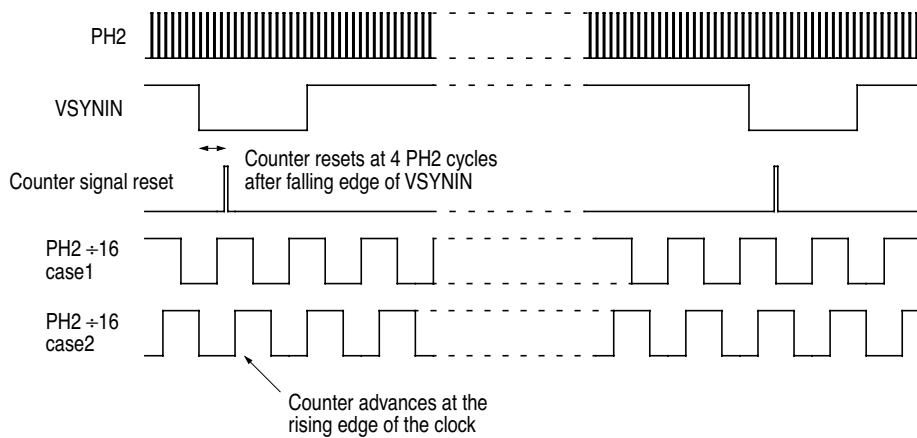 PH2
VSYNIN
Counter resets at 4 PH2 cycles
after falling edge of VSYNIN
Counter signal reset
PH2 ÷16
case1
PH2 ÷16
case2
Counter advances at the
rising edge of the clock